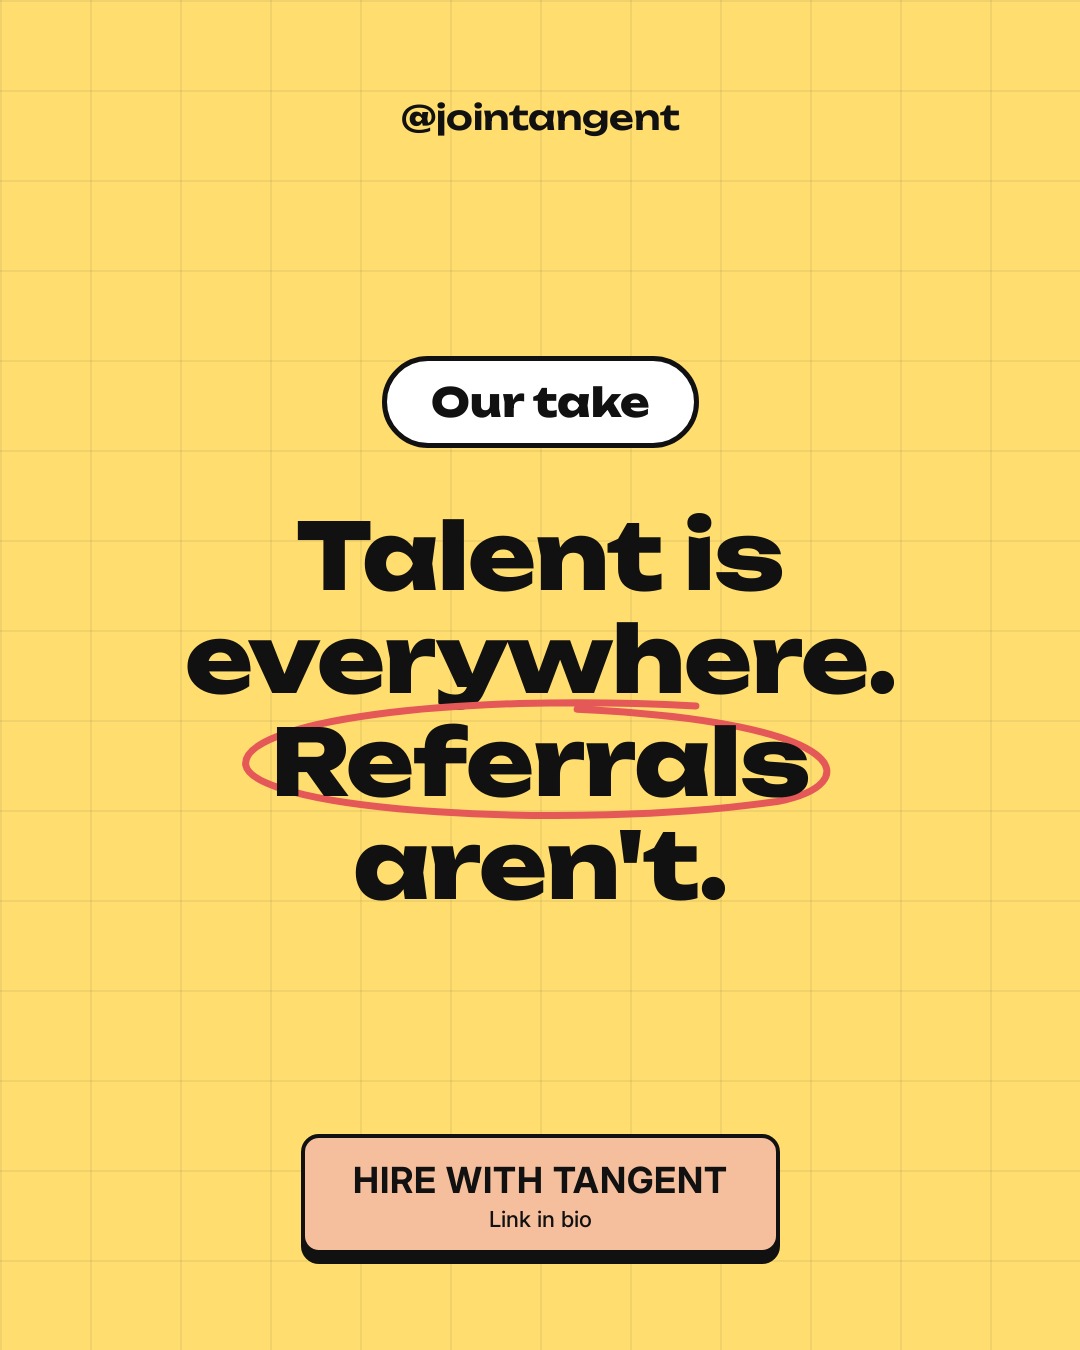 @jointangent
Our take
Talent is
everywhere.
Referrals
aren't.
HIRE WITH TANGENT
Link in bio